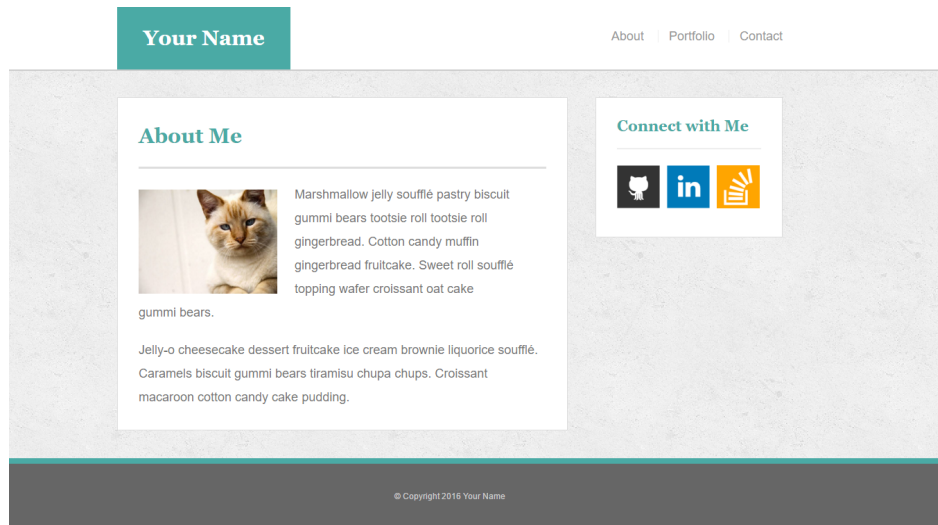 Your Name
About
Portfolio
Contact
About Me
Marshmallow jelly soufflé pastry biscuit
gummi bears tootsie roll tootsie roll
gingerbread. Cotton candy muffin
gingerbread fruitcake. Sweet roll soufflé
topping wafer croissant oat cake
gummi bears.
Jelly-o cheesecake dessert fruitcake ice cream brownie liquorice soufflé.
Caramels biscuit gummi bears tiramisu chupa chups. Croissant
macaroon cotton candy cake pudding.
Connect with Me
in
© Copyright 2016 Your Name